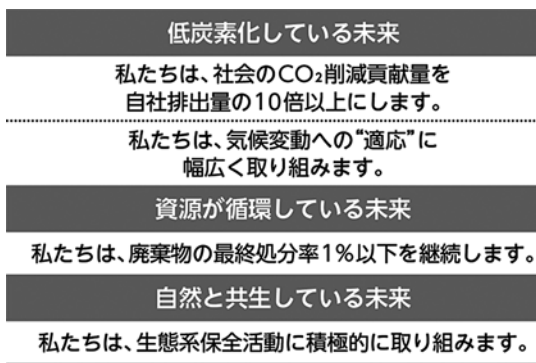 低炭素化している未来
私たちは、社会のCO₂削減貢献量を
自社排出量の10倍以上にします。
私たちは、気候変動への“適応”に
幅広く取り組みます。
資源が循環している未来
私たちは、廃棄物の最終処分率1%以下を継続します。
自然と共生している未来
私たちは、生態系保全活動に積極的に取り組みます。